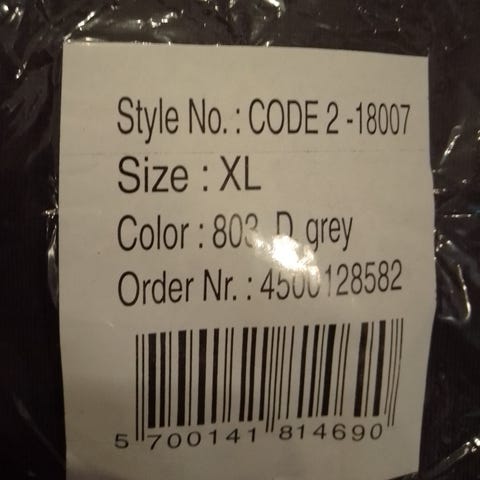 Style No. : CODE 2 -18007
Size : XL
Color : 803 D grey
Order Nr. : 4500128582
5 700141 814690